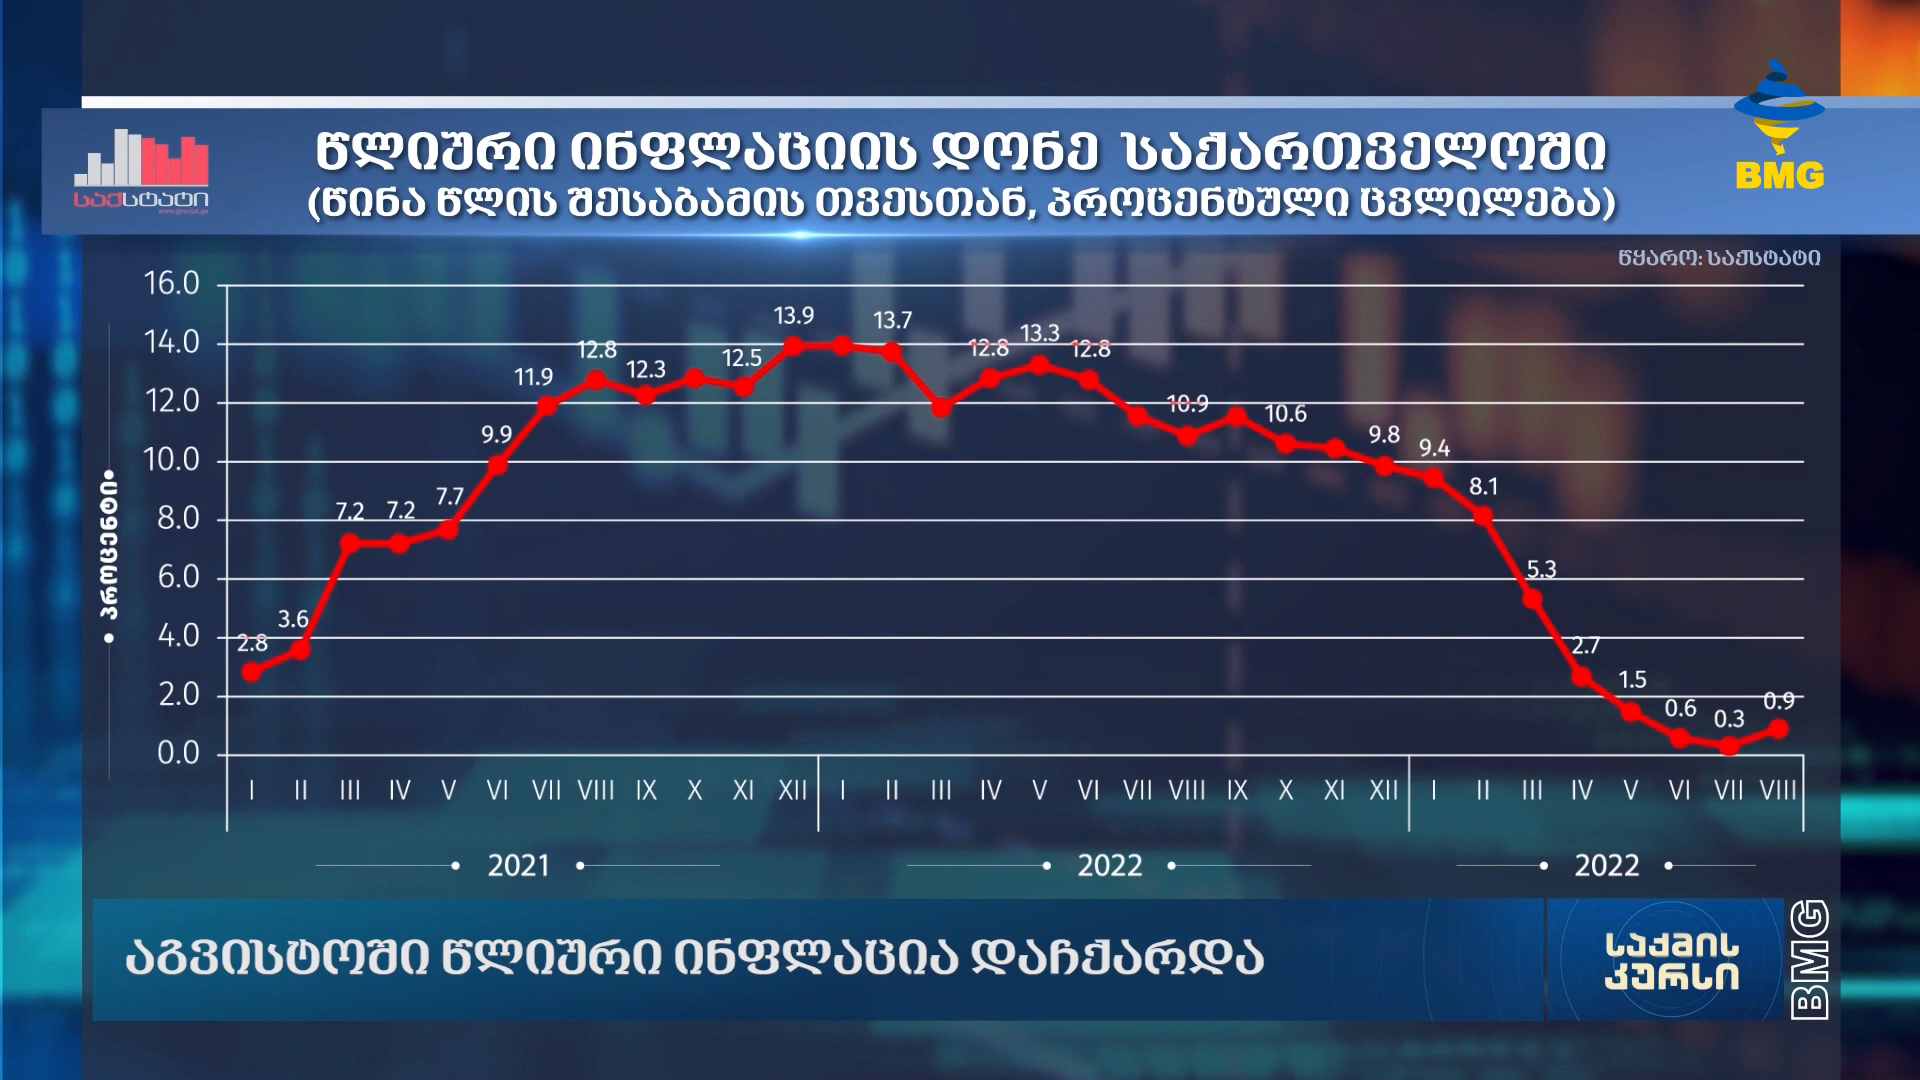 წლიური ინფლაციის დონე საქართველოში
(წინა წლის შესაბამის თვესთან, პროცენტული ცვლილება)
საქსტატი
www.geostat.ge
BMG
წყარო: საქსტატი
პროცენტი
16.0
14.0
12.0
10.0
8.0
6.0
4.0
2.0
0.0
2.8 3.6 7.2 7.2 7.7 9.9 11.9 12.8 12.3 12.5 13.9 13.7 12.8 13.3 12.8 10.9 10.6 9.8 9.4 8.1 5.3 2.7 1.5 0.6 0.3 0.9
I II III IV V VI VII VIII IX X XI XII I II III IV V VI VII VIII IX X XI XII I II III IV V VI VII VIII
2021 2022 2022
აგვისტოში წლიური ინფლაცია დაჩქარდა
საქმის
კურსი
BMG